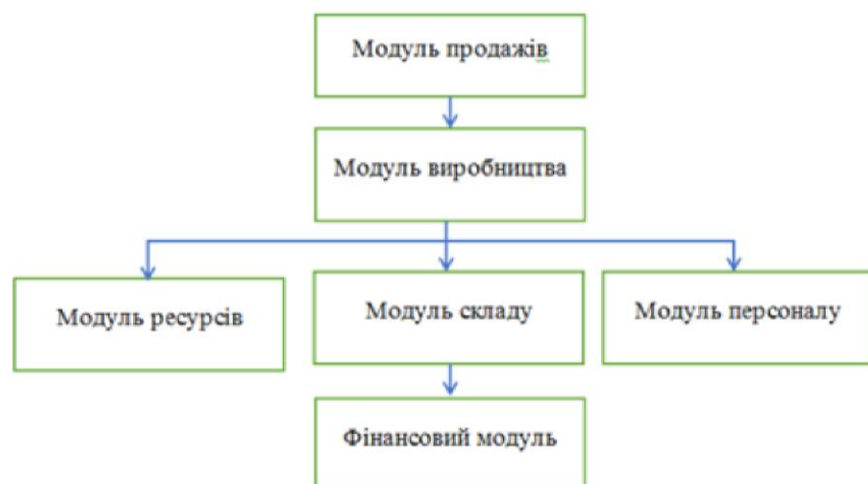 Модуль продажів
Модуль виробництва
Модуль ресурсів
Модуль складу
Модуль персоналу
Фінансовий модуль